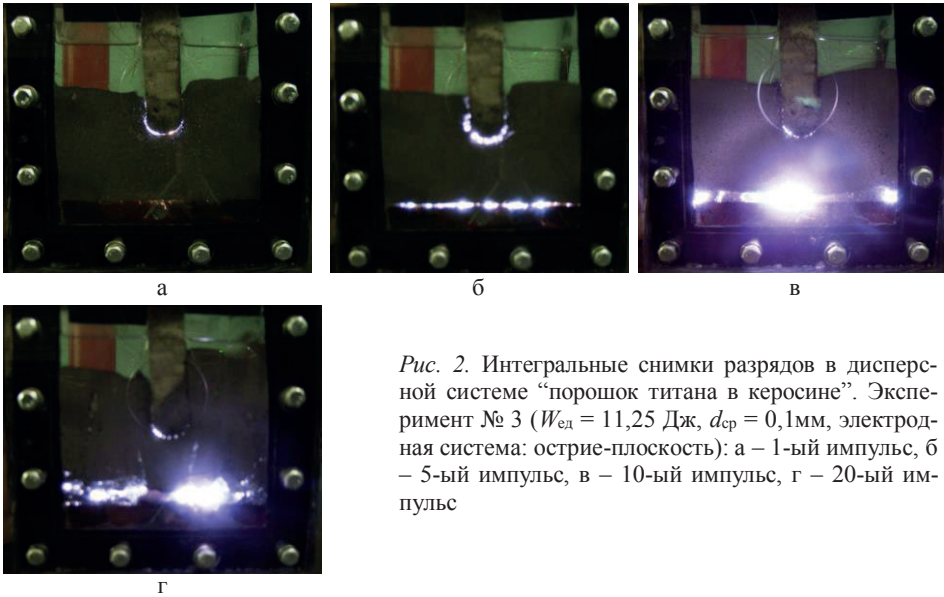 а
б
в
Рис. 2. Интегральные снимки разрядов в дисперс-
ной системе “порошок титана в керосине”. Экспе-
римент № 3 (Wед = 11,25 Дж, dср = 0,1мм, электрод-
ная система: острие-плоскость): а – 1-ый импульс, б
– 5-ый импульс, в – 10-ый импульс, г – 20-ый им-
пульс
г